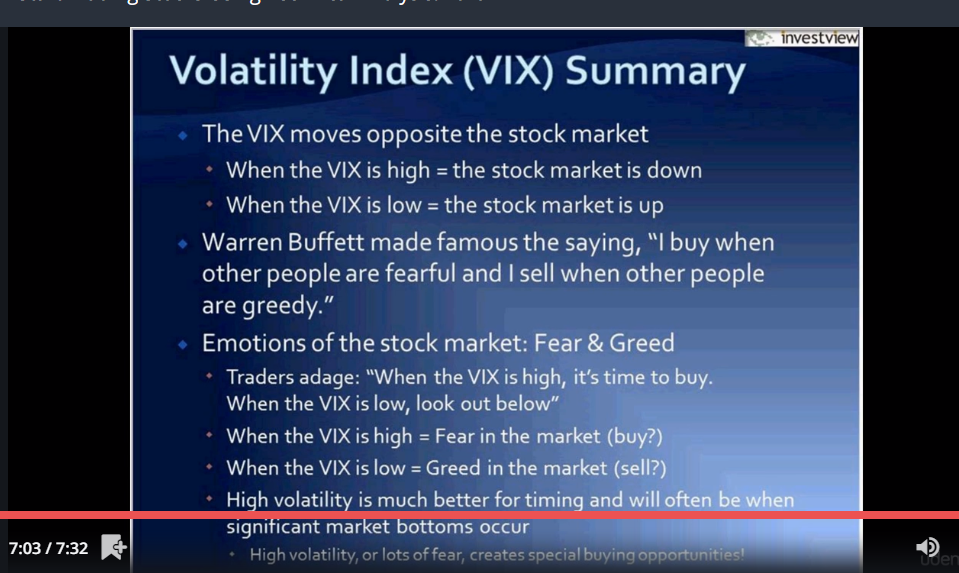 investview
Volatility Index (VIX) Summary
The VIX moves opposite the stock market
When the VIX is high = the stock market is down
When the VIX is low = the stock market is up
Warren Buffett made famous the saying, “I buy when
other people are fearful and I sell when other people
are greedy.”
Emotions of the stock market: Fear & Greed
Traders adage: “When the VIX is high, it’s time to buy.
When the VIX is low, look out below”
When the VIX is high = Fear in the market (buy?)
When the VIX is low = Greed in the market (sell?)
High volatility is much better for timing and will often be when
significant market bottoms occur
High volatility, or lots of fear, creates special buying opportunities!
7:03 / 7:32